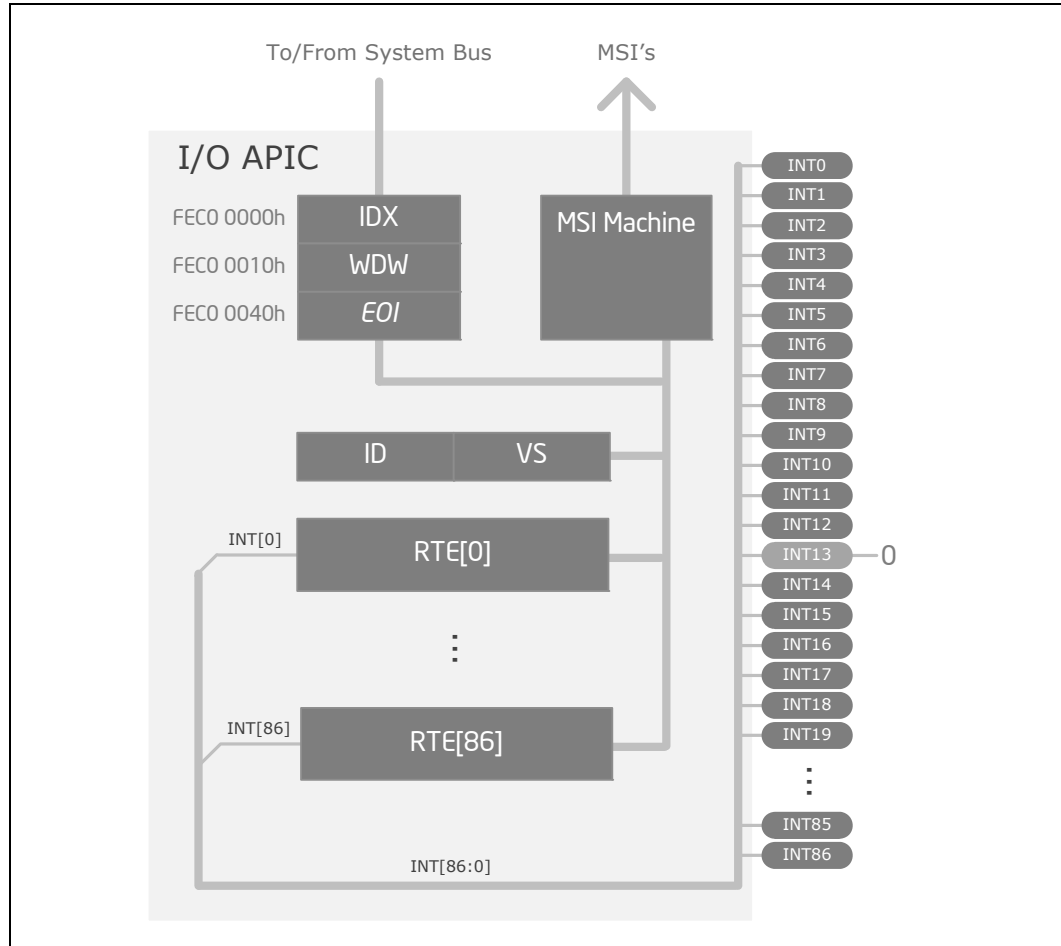 To/From System Bus
MSI's
I/O APIC
FEC0 0000h
IDX
FEC0 0010h
WDW
FEC0 0040h
EOI
MSI Machine
ID
VS
INT[0]
RTE[0]
⋮
INT[86]
RTE[86]
INT[86:0]
INT0
INT1
INT2
INT3
INT4
INT5
INT6
INT7
INT8
INT9
INT10
INT11
INT12
INT13
0
INT14
INT15
INT16
INT17
INT18
INT19
⋮
INT85
INT86